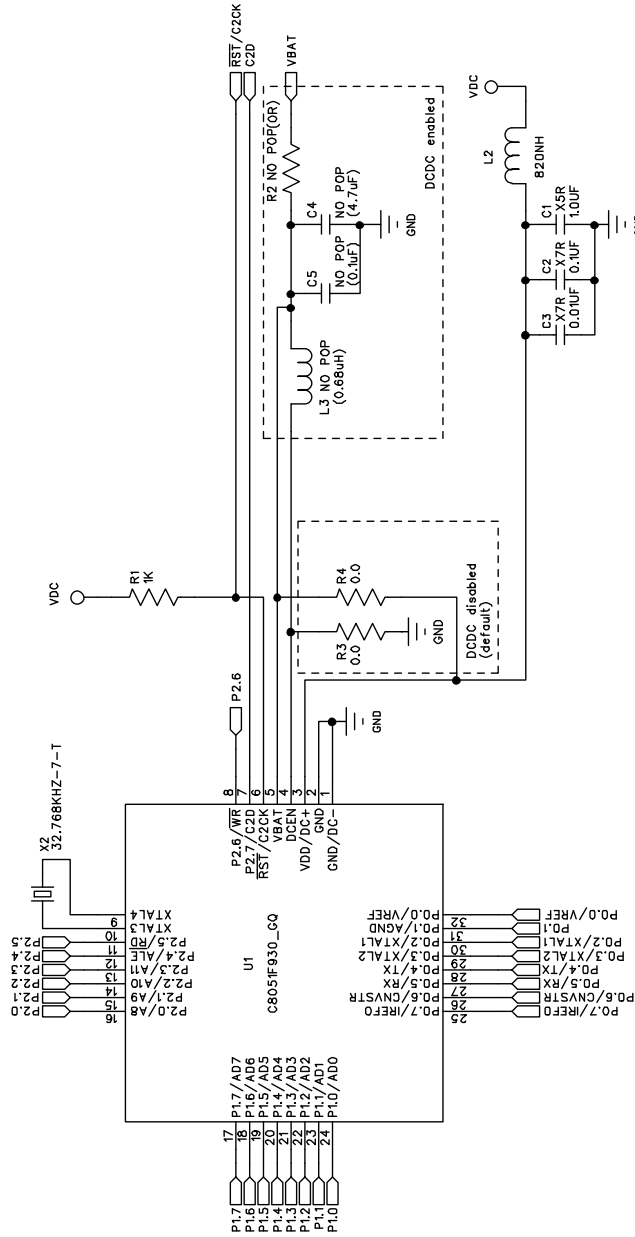 VDC
R1
1K
RST/C2CK
C2D
VBAT
R2 NO POP(0R)
C4
NO POP
(4.7uF)
C5
NO POP
(0.1uF)
GND
L3 NO POP
(0.68uH)
DCDC enabled
VDC
L2
820NH
C1
X5R
1.0UF
C2
X7R
0.1UF
C3
X7R
0.01UF
R4
0.0
R3
0.0
GND
DCDC disabled
(default)
P2.6
GND
X2
32.768KHZ-7-T
8
7
6
5
4
3
2
1
P2.6/WR
P2.7/C2D
RST/C2CK
VBAT
DCEN
VDD/DC+
GND
GND/DC-
U1
C8051F930_GQ
XTAL4
XTAL3
P2.5/RD
P2.4/ALE
P2.3/A11
P2.2/A10
P2.1/A9
P2.0/A8
9
10
11
12
13
14
15
16
P2.5
P2.4
P2.3
P2.2
P2.1
P2.0
P0.0/VREF
P0.1/AGND
P0.2/XTAL1
P0.3/XTAL2
P0.4/TX
P0.5/RX
P0.6/CNVSTR
P0.7/IREF0
32
31
30
29
28
27
26
25
P0.0/VREF
P0.1
P0.2/XTAL1
P0.3/XTAL2
P0.4/TX
P0.5/RX
P0.6/CNVSTR
P0.7/IREF0
P1.7/AD7
P1.6/AD6
P1.5/AD5
P1.4/AD4
P1.3/AD3
P1.2/AD2
P1.1/AD1
P1.0/AD0
17
18
19
20
21
22
23
24
P1.7
P1.6
P1.5
P1.4
P1.3
P1.2
P1.1
P1.0